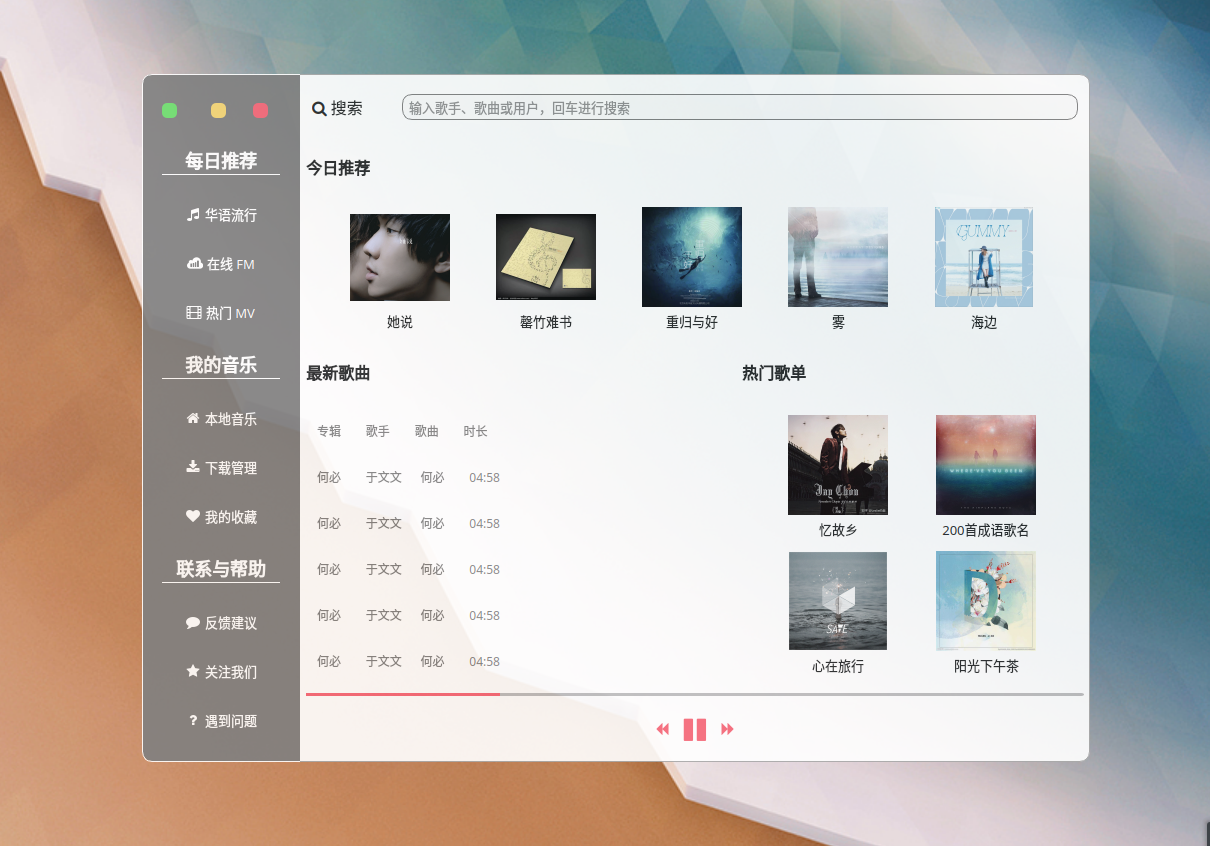 每日推荐
华语流行
在线 FM
热门 MV
我的音乐
本地音乐
下载管理
我的收藏
联系与帮助
反馈建议
关注我们
? 遇到问题
搜索
输入歌手、歌曲或用户，回车进行搜索
今日推荐
她说
罄竹难书
重归与好
雾
GUMMY
海边
最新歌曲
专辑 歌手 歌曲 时长
何必 于文文 何必 04:58
何必 于文文 何必 04:58
何必 于文文 何必 04:58
何必 于文文 何必 04:58
何必 于文文 何必 04:58
热门歌单
Jay Chou
忆故乡
WHERE'VE YOU BEEN
200首成语歌名
SAVE
心在旅行
D
阳光下午茶